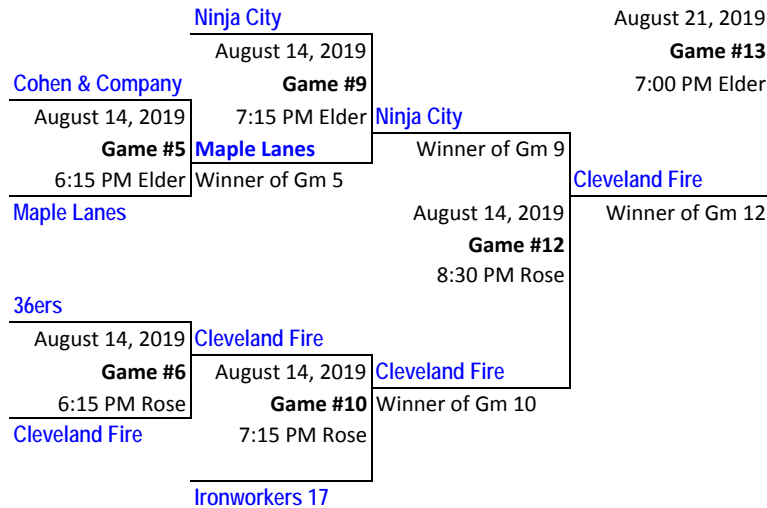 Ninja City
August 21, 2019
August 14, 2019
Game #13
Cohen & Company
Game #9
7:00 PM Elder
August 14, 2019
7:15 PM Elder
Ninja City
Game #5
Maple Lanes
Winner of Gm 9
6:15 PM Elder
Winner of Gm 5
Cleveland Fire
Maple Lanes
August 14, 2019
Winner of Gm 12
Game #12
8:30 PM Rose
36ers
August 14, 2019
Cleveland Fire
Game #6
August 14, 2019
Cleveland Fire
6:15 PM Rose
Game #10
Winner of Gm 10
Cleveland Fire
7:15 PM Rose
Ironworkers 17